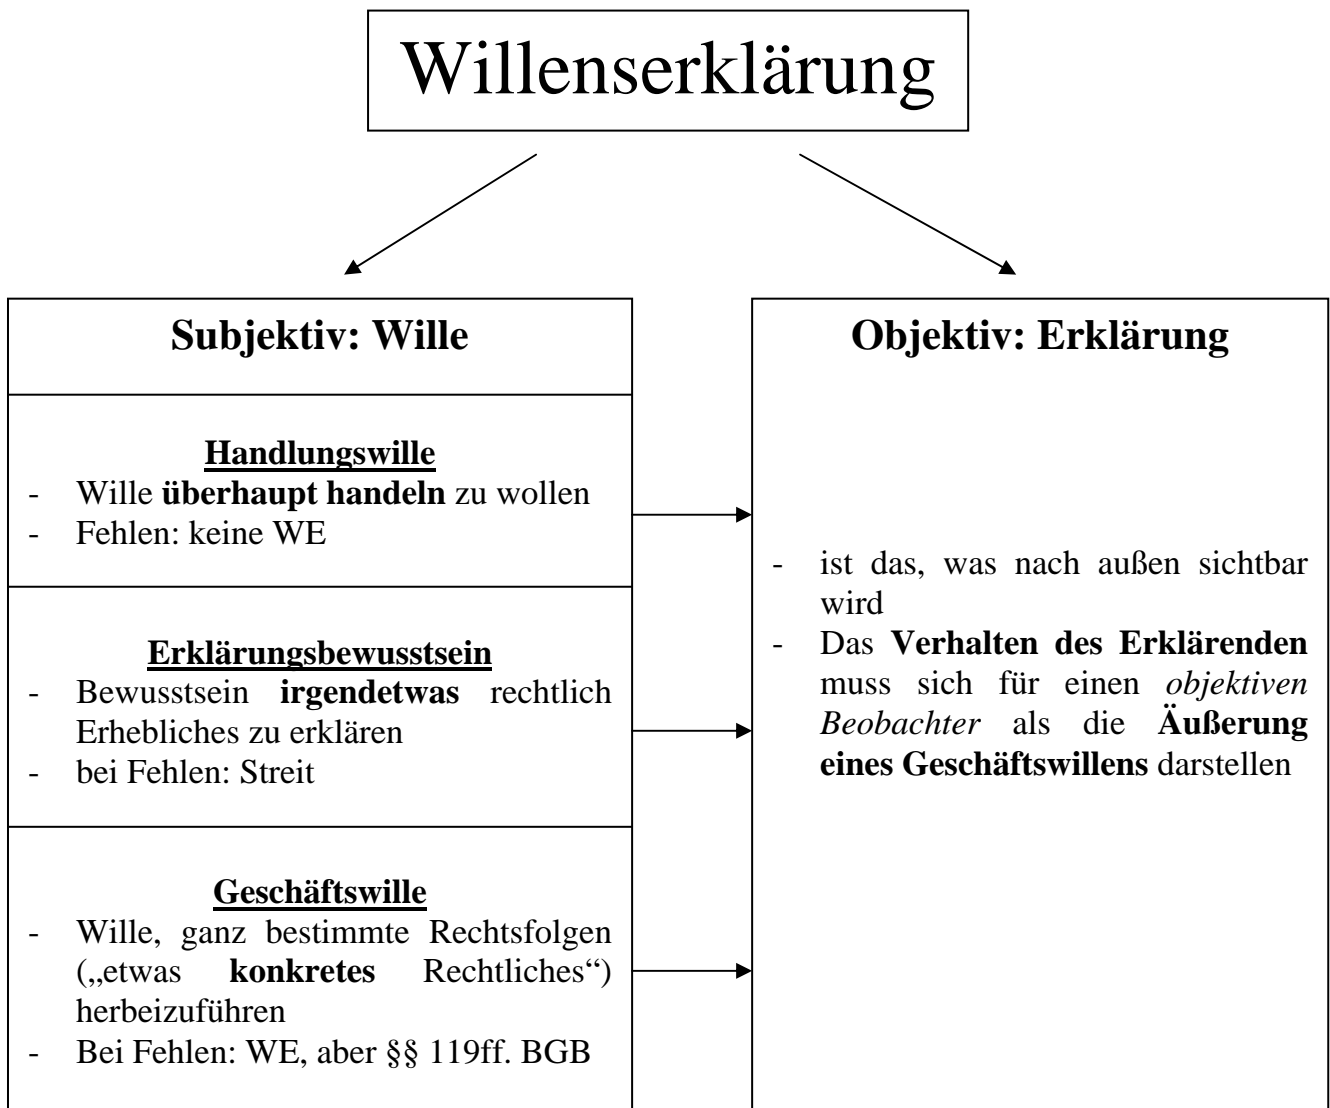 Willenserklärung
Subjektiv: Wille
Handlungswille
- Wille überhaupt handeln zu wollen
- Fehlen: keine WE
Erklärungsbewusstsein
- Bewusstsein irgendetwas rechtlich
Erhebliches zu erklären
- bei Fehlen: Streit
Geschäftswille
- Wille, ganz bestimmte Rechtsfolgen
(„etwas konkretes Rechtliches“)
herbeizuführen
- Bei Fehlen: WE, aber §§ 119ff. BGB
Objektiv: Erklärung
- ist das, was nach außen sichtbar
wird
- Das Verhalten des Erklärenden
muss sich für einen objektiven
Beobachter als die Äußerung
eines Geschäftswillens darstellen